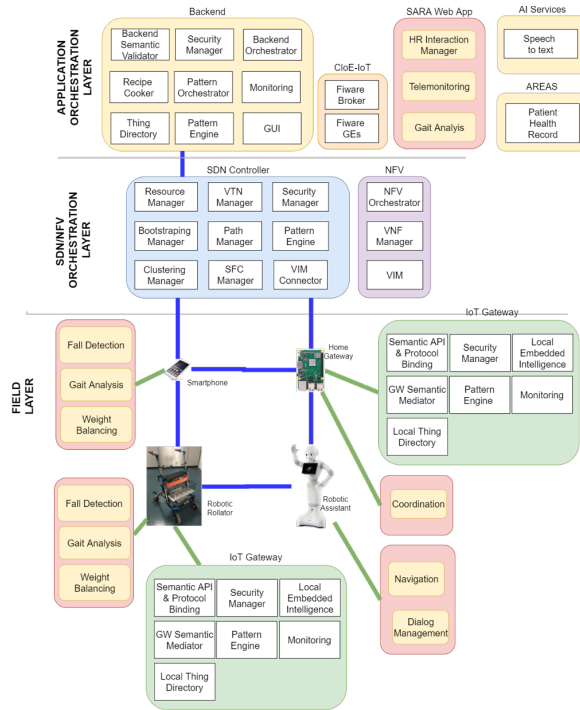 Backend
SARA Web App
AI Services
APPLICATION
ORCHESTRATION
LAYER
Backend
Semantic
Validator
Security
Manager
Backend
Orchestrator
Recipe
Cooker
Pattern
Orchestrator
Monitoring
Thing
Directory
Pattern
Engine
GUI
CloE-IoT
Fiware
Broker
Fiware
GEs
HR Interaction
Manager
Telemonitoring
Gait Analysis
Speech
to text
AREAS
Patient
Health
Record
SDN/NFV
ORCHESTRATION
LAYER
SDN Controller
NFV
Resource
Manager
VTN
Manager
Security
Manager
Bootstraping
Manager
Path
Manager
Pattern
Engine
Clustering
Manager
SFC
Manager
VIM
Connector
NFV
Orchestrator
VNF
Manager
VIM
FIELD
LAYER
Fall Detection
Gait Analysis
Weight
Balancing
Smartphone
Home
Gateway
IoT Gateway
Semantic API
& Protocol
Binding
Security
Manager
Local
Embedded
Intelligence
GW Semantic
Mediator
Pattern
Engine
Monitoring
Local Thing
Directory
Fall Detection
Gait Analysis
Weight
Balancing
Robotic
Rollator
Robotic
Assistant
Coordination
Navigation
Dialog
Management
IoT Gateway
Semantic API
& Protocol
Binding
Security
Manager
Local
Embedded
Intelligence
GW Semantic
Mediator
Pattern
Engine
Monitoring
Local Thing
Directory